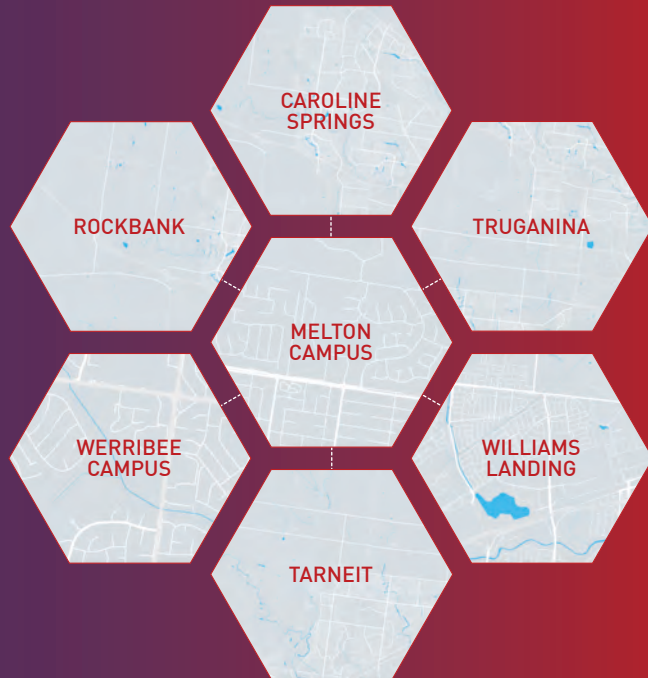 CAROLINE
SPRINGS
ROCKBANK
TRUGANINA
MELTON
CAMPUS
WERRIBEE
CAMPUS
WILLIAMS
LANDING
TARNEIT